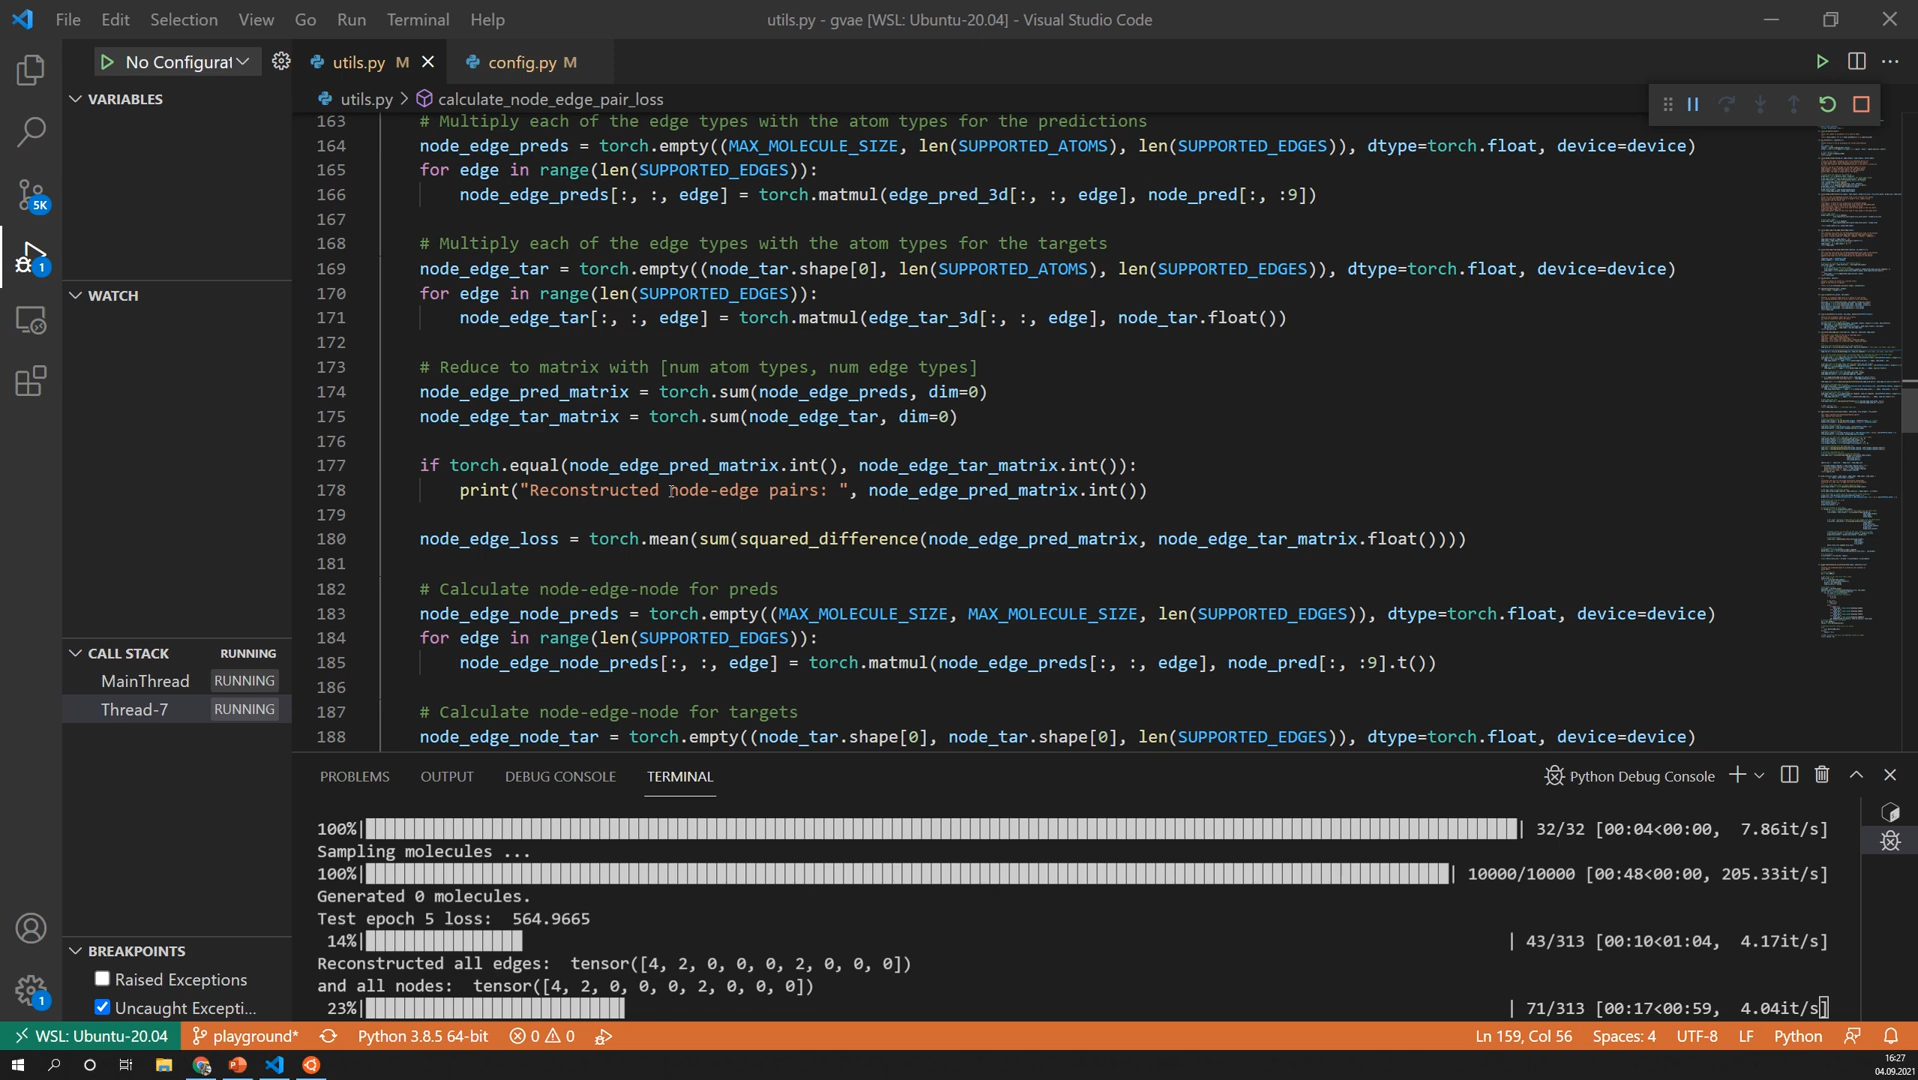 File Edit Selection View Go Run Terminal Help utils.py - gvae [WSL: Ubuntu-20.04] - Visual Studio Code
No Configurat utils.py M config.py M
VARIABLES
utils.py > calculate_node_edge_pair_loss
163 # Multiply each of the edge types with the atom types for the predictions
164 node_edge_preds = torch.empty((MAX_MOLECULE_SIZE, len(SUPPORTED_ATOMS), len(SUPPORTED_EDGES)), dtype=torch.float, device=device)
165 for edge in range(len(SUPPORTED_EDGES)):
166 node_edge_preds[:, :, edge] = torch.matmul(edge_pred_3d[:, :, edge], node_pred[:, :9])
167
168 # Multiply each of the edge types with the atom types for the targets
169 node_edge_tar = torch.empty((node_tar.shape[0], len(SUPPORTED_ATOMS), len(SUPPORTED_EDGES)), dtype=torch.float, device=device)
170 for edge in range(len(SUPPORTED_EDGES)):
171 node_edge_tar[:, :, edge] = torch.matmul(edge_tar_3d[:, :, edge], node_tar.float())
172
173 # Reduce to matrix with [num atom types, num edge types]
174 node_edge_pred_matrix = torch.sum(node_edge_preds, dim=0)
175 node_edge_tar_matrix = torch.sum(node_edge_tar, dim=0)
176
177 if torch.equal(node_edge_pred_matrix.int(), node_edge_tar_matrix.int()):
178 print("Reconstructed node-edge pairs: ", node_edge_pred_matrix.int())
179
180 node_edge_loss = torch.mean(sum(squared_difference(node_edge_pred_matrix, node_edge_tar_matrix.float())))
181
182 # Calculate node-edge-node for preds
183 node_edge_node_preds = torch.empty((MAX_MOLECULE_SIZE, MAX_MOLECULE_SIZE, len(SUPPORTED_EDGES)), dtype=torch.float, device=device)
184 for edge in range(len(SUPPORTED_EDGES)):
185 node_edge_node_preds[:, :, edge] = torch.matmul(node_edge_preds[:, :, edge], node_pred[:, :9].t())
186
187 # Calculate node-edge-node for targets
188 node_edge_node_tar = torch.empty((node_tar.shape[0], node_tar.shape[0], len(SUPPORTED_EDGES)), dtype=torch.float, device=device)
5K
1
WATCH
CALL STACK RUNNING
MainThread RUNNING
Thread-7 RUNNING
BREAKPOINTS
Raised Exceptions
Uncaught Excepti...
1
PROBLEMS OUTPUT DEBUG CONSOLE TERMINAL Python Debug Console
100%| | 32/32 [00:04<00:00, 7.86it/s]
Sampling molecules ...
100%| | 10000/10000 [00:48<00:00, 205.33it/s]
Generated 0 molecules.
Test epoch 5 loss: 564.9665
14%| | 43/313 [00:10<01:04, 4.17it/s]
Reconstructed all edges: tensor([4, 2, 0, 0, 0, 2, 0, 0, 0])
and all nodes: tensor([4, 2, 0, 0, 0, 2, 0, 0, 0])
23%| | 71/313 [00:17<00:59, 4.04it/s]
WSL: Ubuntu-20.04 playground* Python 3.8.5 64-bit 0 0 Ln 159, Col 56 Spaces: 4 UTF-8 LF Python
16:27
04.09.2021